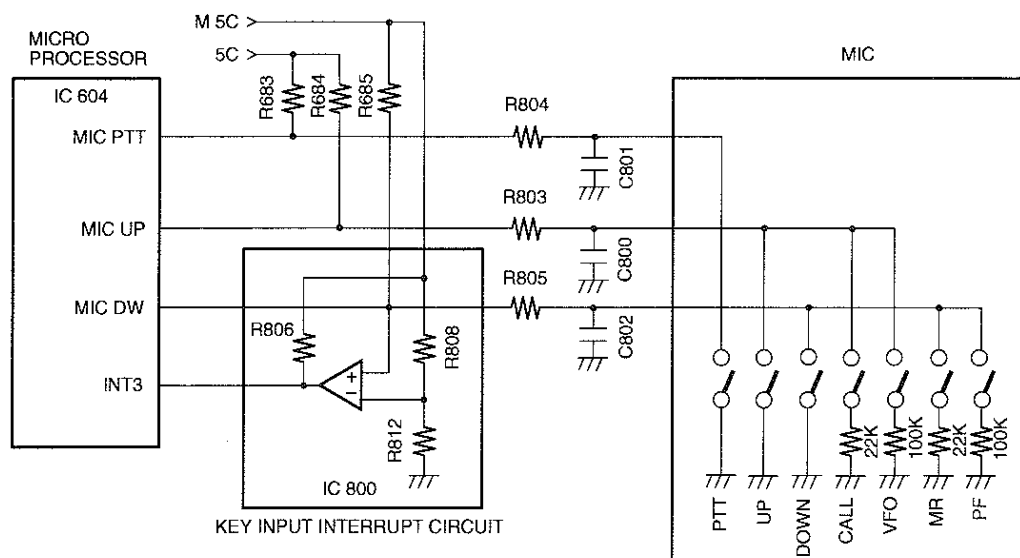 M 5C
5C
MICRO
PROCESSOR
MIC
IC 604
R683
R684
R685
R804
MIC PTT
C801
R803
MIC UP
C800
R805
MIC DW
C802
R806
R808
INT3
+
−
R812
22K
100K
22K
100K
IC 800
PTT
UP
DOWN
CALL
VFO
MR
PF
KEY INPUT INTERRUPT CIRCUIT